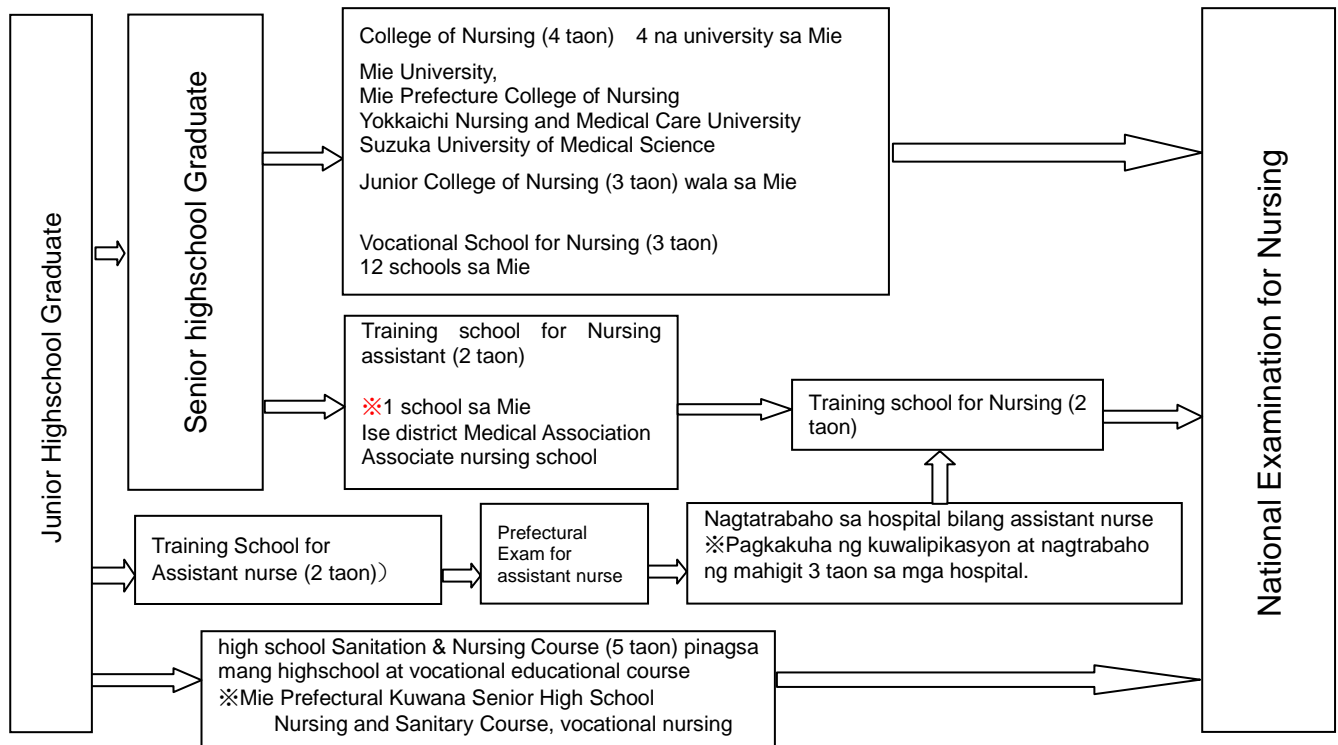 Junior Highschool Graduate
Senior highschool Graduate
College of Nursing (4 taon) 4 na university sa Mie
Mie University,
Mie Prefecture College of Nursing
Yokkaichi Nursing and Medical Care University
Suzuka University of Medical Science
Junior College of Nursing (3 taon) wala sa Mie
Vocational School for Nursing (3 taon)
12 schools sa Mie
Training school for Nursing
assistant (2 taon)
※1 school sa Mie
Ise district Medical Association
Associate nursing school
Training school for Nursing (2
taon)
Training School for
Assistant nurse (2 taon)）
Prefectural
Exam for
assistant nurse
Nagtatrabaho sa hospital bilang assistant nurse
※Pagkakuha ng kuwalipikasyon at nagtrabaho
ng mahigit 3 taon sa mga hospital.
high school Sanitation & Nursing Course (5 taon) pinagsa
mang highschool at vocational educational course
※Mie Prefectural Kuwana Senior High School
Nursing and Sanitary Course, vocational nursing
National Examination for Nursing